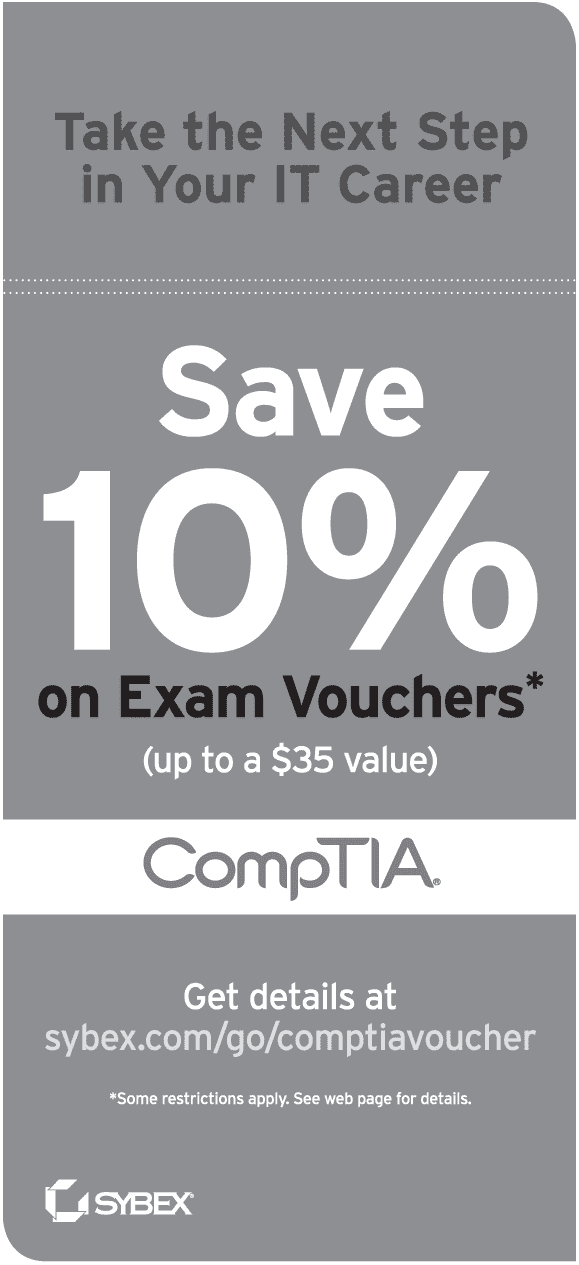 Take the Next Step
in Your IT Career
Save
10%
on Exam Vouchers*
(up to a $35 value)
CompTIA®
Get details at
sybex.com/go/comptiavoucher
*Some restrictions apply. See web page for details.
SYBEX®